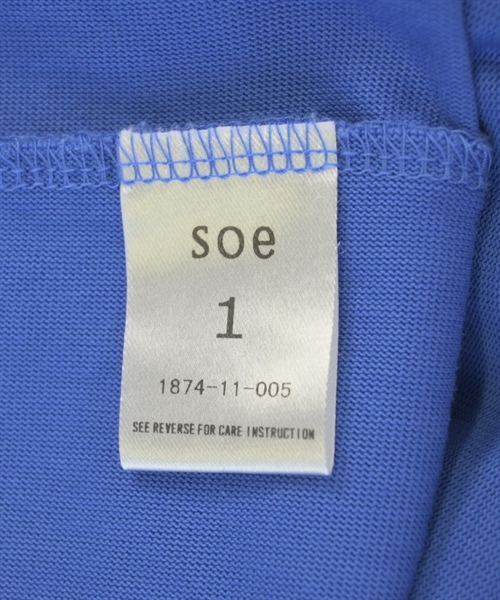 soe
1
1874-11-005
SEE REVERSE FOR CARE INSTRUCTION